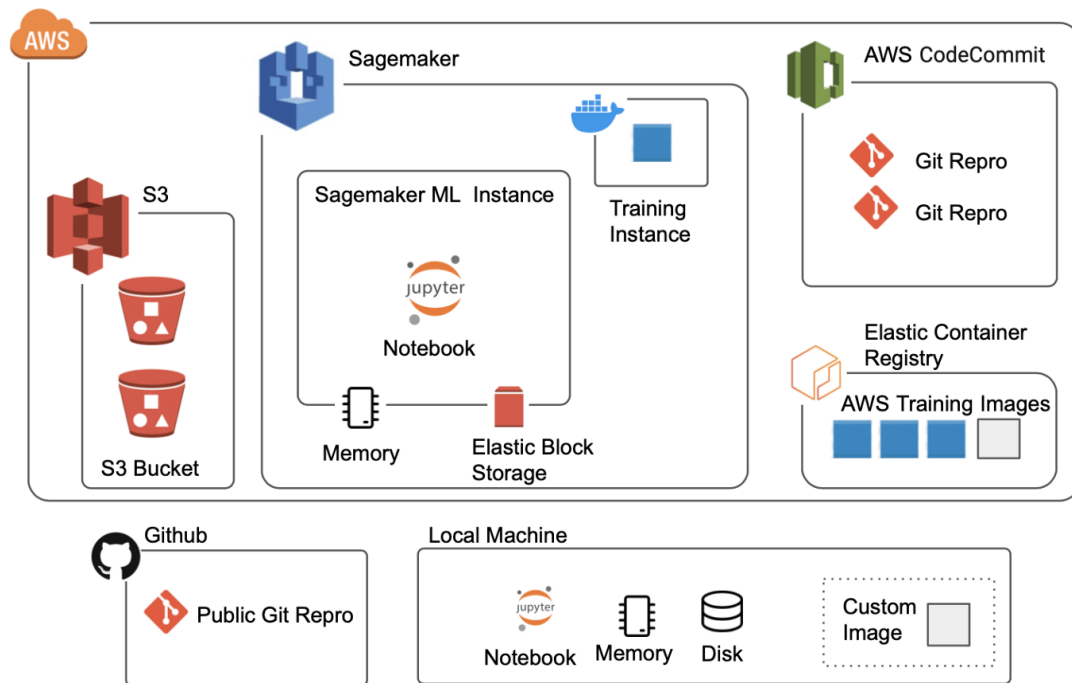 AWS
Sagemaker
AWS CodeCommit
Git Repro
Git Repro
S3
Sagemaker ML Instance
Training
Instance
jupyter
Notebook
Elastic Container
Registry
AWS Training Images
Memory
Elastic Block
Storage
S3 Bucket
Github
Public Git Repro
Local Machine
jupyter
Notebook
Memory
Disk
Custom
Image